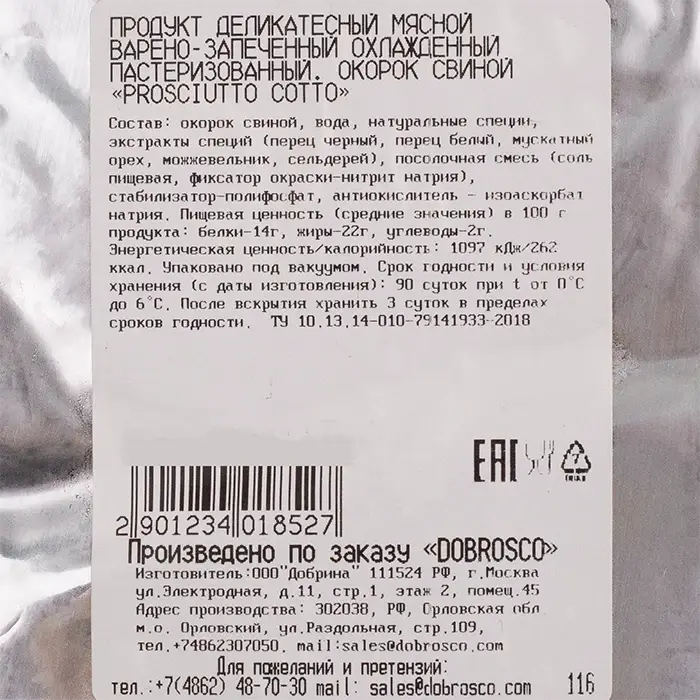 ПРОДУКТ ДЕЛИКАТЕСНЫЙ МЯСНОЙ
ВАРЕНО-ЗАПЕЧЕННЫЙ ОХЛАЖДЕННЫЙ
ПАСТЕРИЗОВАННЫЙ. ОКОРОК СВИНОЙ
«PROSCIUTTO COTTO»
Состав: окорок свиной, вода, натуральные специи,
экстракты специй (перец черный, перец белый, мускатный
орех, можжевельник, сельдерей), посолочная смесь (соль
пищевая, фиксатор окраски-нитрит натрия),
стабилизатор-полифосфат, антиокислитель - изоаскорбат
натрия. Пищевая ценность (средние значения) в 100 г
продукта: белки-14г, жиры-22г, углеводы-2г.
Энергетическая ценность/калорийность: 1097 кДж/262
ккал. Упаковано под вакуумом. Срок годности и условия
хранения (с даты изготовления): 90 суток при t от 0°С
до 6°С. После вскрытия хранить 3 суток в пределах
сроков годности. ТУ 10.13.14-010-79141933-2018
EAC
2 901234 018527
Произведено по заказу «DOBROSCO»
Изготовитель:ООО"Добрина" 111524 РФ, г.Москва
ул.Электродная, д.11, стр.1, этаж 2, помещ.45
Адрес производства: 302038, РФ, Орловская обл
м.о. Орловский, ул.Раздольная, стр.109,
тел.+74862307050. mail:sales@dobrosco.com
Для пожеланий и претензий:
тел.:+7(4862) 48-70-30 mail: sales@dobrosco.com 116